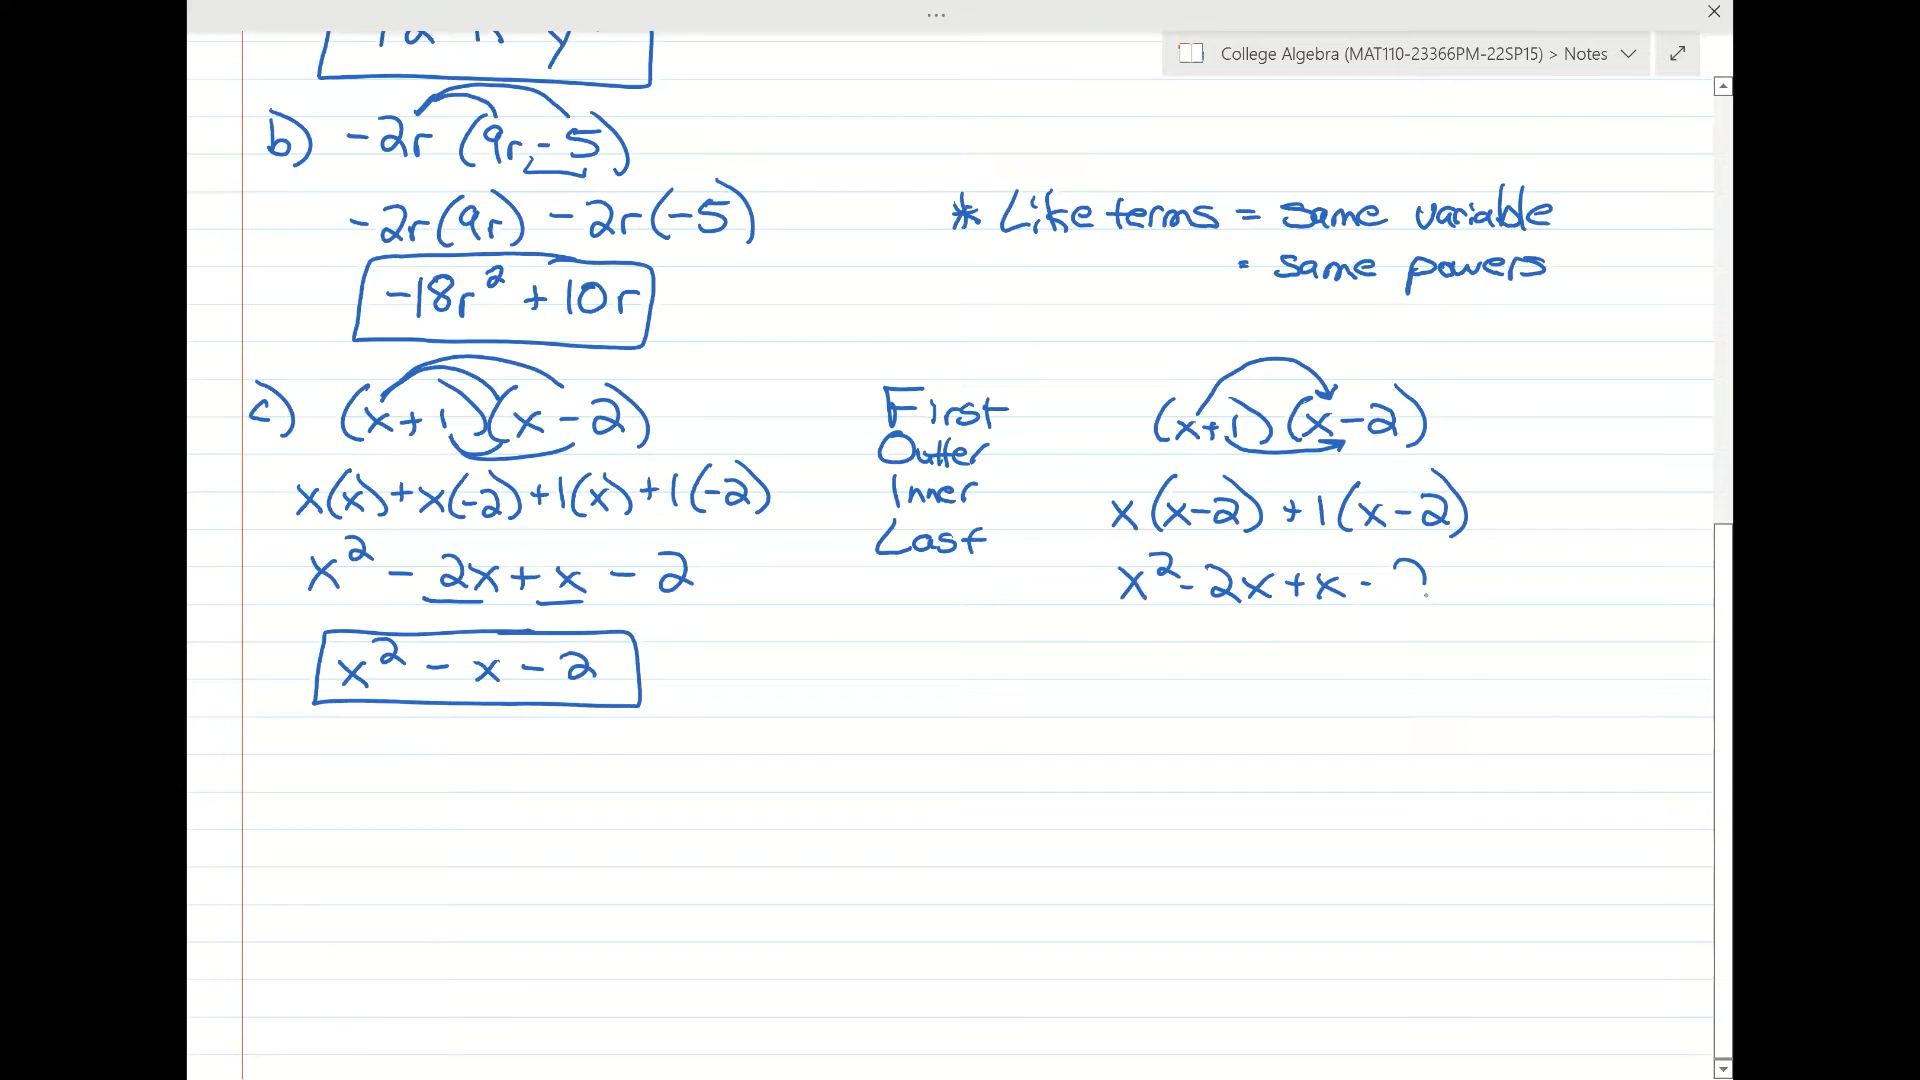 College Algebra (MAT110-23366PM-22SP15) > Notes
b) -2r (9r - 5)
-2r(9r) - 2r(-5)
-18r² + 10r
* Like terms = same variable
= same powers
c) (x+1)(x - 2)
x(x) + x(-2) + 1(x) + 1(-2)
x² - 2x + x - 2
x² - x - 2
First
Outter
Inner
Last
(x+1)(x-2)
x(x-2) + 1(x-2)
x² - 2x + x -